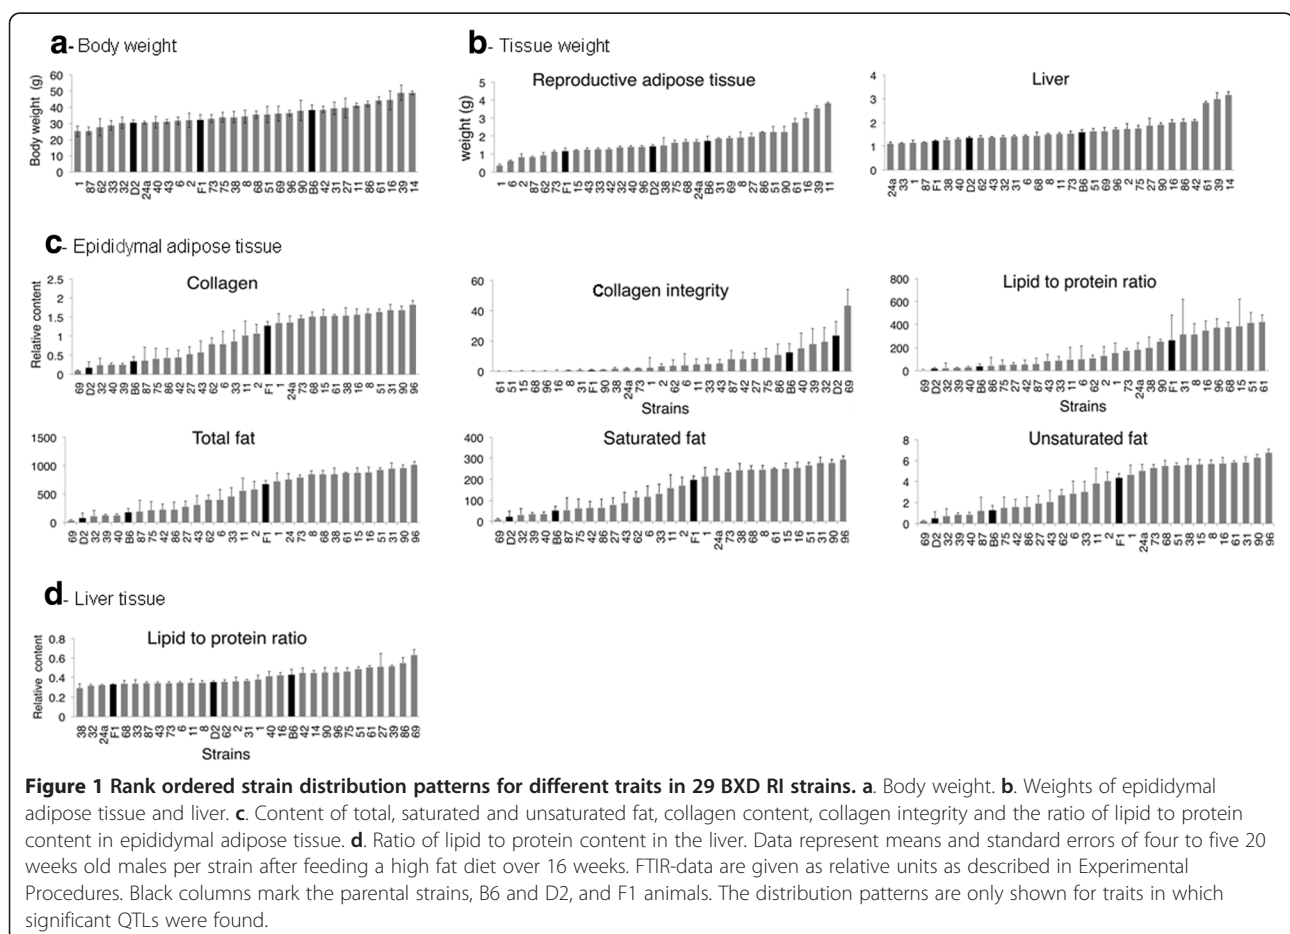 a- Body weight
Body weight (g)
60
50
40
30
20
10
0
1 87 62 33 32 D2 24a 40 43 6 2 F1 73 75 38 8 68 51 69 96 90 B6 42 31 27 11 86 61 16 39 14
b- Tissue weight
Reproductive adipose tissue
weight (g)
5
4
3
2
1
0
1 6 2 87 62 73 F1 15 43 33 42 32 40 96 D2 38 75 68 24a B6 31 69 8 27 86 51 90 61 16 39 11
Liver
4
3
2
1
0
24a 33 1 87 F1 38 40 D2 62 43 32 31 6 68 8 11 73 B6 51 69 96 2 75 27 90 16 86 42 61 39 14
c- Epididymal adipose tissue
Collagen
Relative content
2.5
2
1.5
1
0.5
0
69 D2 32 40 39 B6 87 75 86 42 27 43 62 6 33 11 2 F1 1 24a 73 68 15 61 38 16 8 51 31 90 96
Collagen integrity
60
40
20
0
61 51 15 68 96 16 8 31 F1 90 38 24a 73 1 2 62 6 11 33 43 87 42 27 75 86 B6 40 39 32 D2 69
Strains
Lipid to protein ratio
800
600
400
200
0
69 D2 32 39 40 B6 86 75 27 42 87 43 33 11 6 62 2 1 73 24a 38 90 F1 31 8 16 96 68 15 51 61
Strains
Total fat
1500
1000
500
0
69 D2 32 39 40 B6 87 75 42 86 27 43 62 6 33 11 2 F1 1 24 73 8 68 38 61 15 16 51 31 90 96
Saturated fat
400
300
200
100
0
69 D2 32 39 40 B6 87 75 42 86 27 43 62 6 33 11 2 F1 1 24a 73 38 68 8 61 15 16 51 31 90 96
Unsaturated fat
8
6
4
2
0
69 D2 32 39 40 87 B6 75 42 86 27 43 62 6 33 11 2 F1 1 24a 73 68 51 38 15 8 16 61 31 90 96
d- Liver tissue
Lipid to protein ratio
Relative content
0.8
0.6
0.4
0.2
0
38 32 24a F1 68 33 87 43 73 6 11 8 D2 62 2 31 1 40 16 B6 42 14 90 96 75 51 61 27 39 86 69
Strains
Figure 1 Rank ordered strain distribution patterns for different traits in 29 BXD RI strains. a. Body weight. b. Weights of epididymal
adipose tissue and liver. c. Content of total, saturated and unsaturated fat, collagen content, collagen integrity and the ratio of lipid to protein
content in epididymal adipose tissue. d. Ratio of lipid to protein content in the liver. Data represent means and standard errors of four to five 20
weeks old males per strain after feeding a high fat diet over 16 weeks. FTIR-data are given as relative units as described in Experimental
Procedures. Black columns mark the parental strains, B6 and D2, and F1 animals. The distribution patterns are only shown for traits in which
significant QTLs were found.